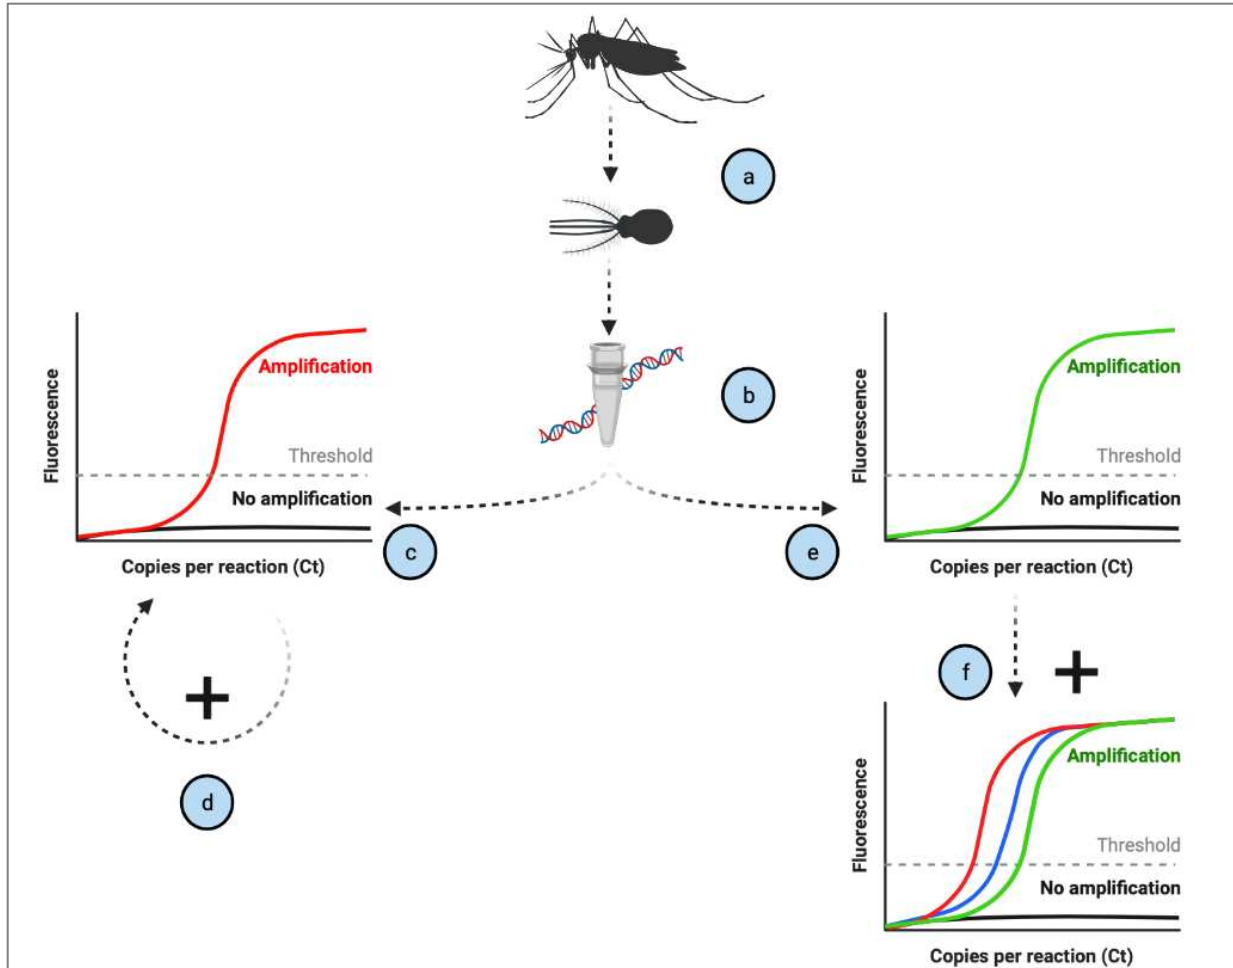 a
b
Fluorescence
Amplification
Threshold
No amplification
Copies per reaction (Ct)
c
d
e
Fluorescence
Amplification
Threshold
No amplification
Copies per reaction (Ct)
f
+
Fluorescence
Amplification
Threshold
No amplification
Copies per reaction (Ct)
+